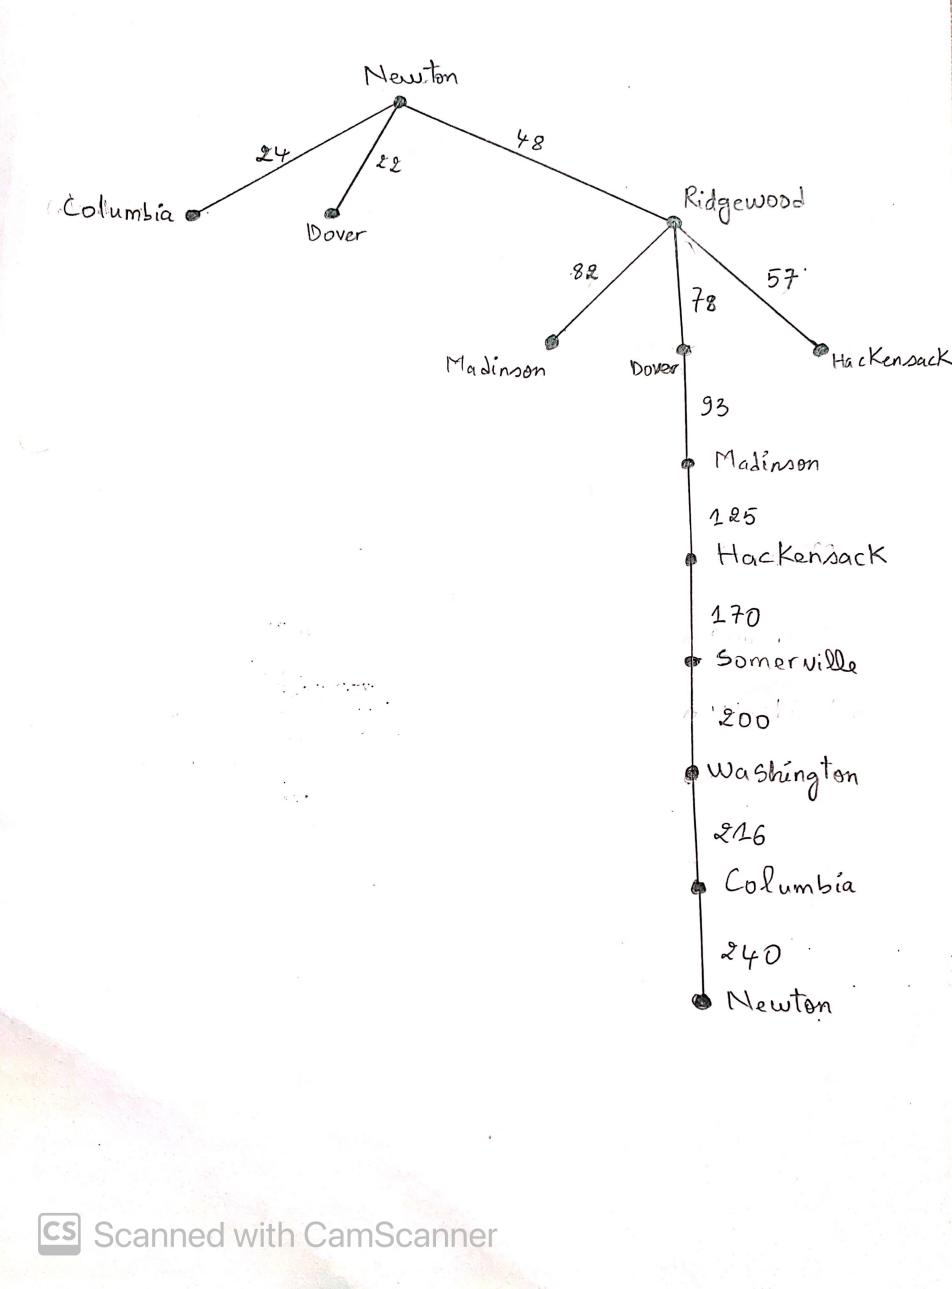 Newton
48
24
22
Ridgewood
Columbia
Dover
82
57
78
Madinson
Dover
Hackensack
93
Madinson
125
Hackensack
170
Somerville
200
Washington
216
Columbia
240
Newton
CS Scanned with CamScanner